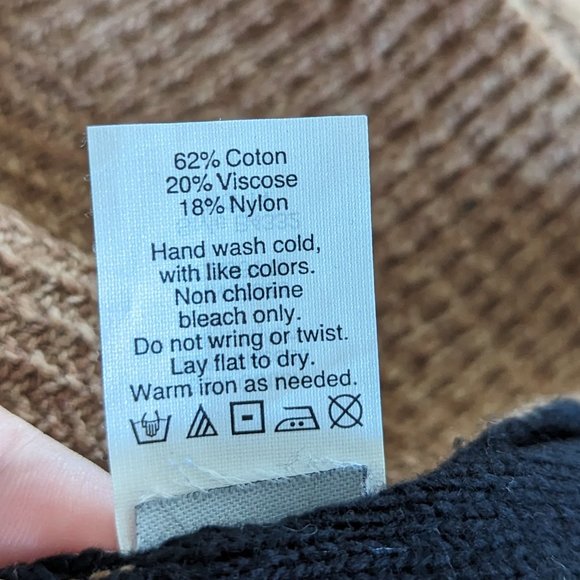 62% Coton
20% Viscose
18% Nylon
Hand wash cold,
with like colors.
Non chlorine
bleach only.
Do not wring or twist.
Lay flat to dry.
Warm iron as needed.